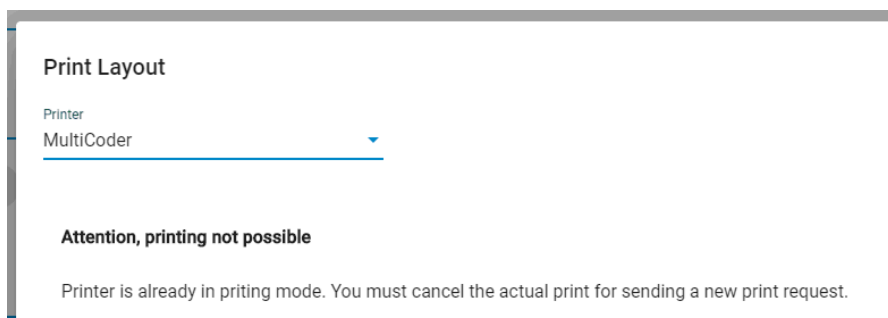 Print Layout
Printer
MultiCoder
Attention, printing not possible
Printer is already in priting mode. You must cancel the actual print for sending a new print request.